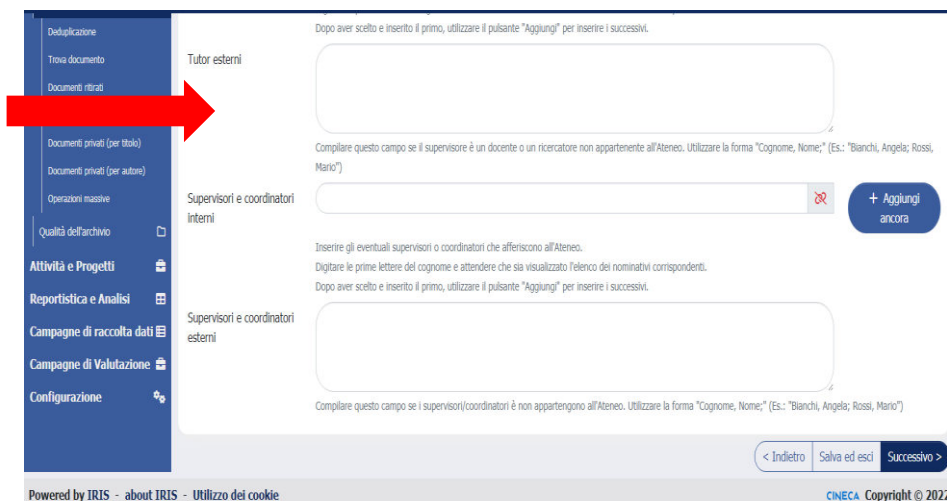 Deduplicazione
Trova documento
Documenti ritirati
Documenti privati (per titolo)
Documenti privati (per autore)
Operazioni massive
Qualità dell'archivio
Attività e Progetti
Reportistica e Analisi
Campagne di raccolta dati
Campagne di Valutazione
Configurazione
Dopo aver scelto e inserito il primo, utilizzare il pulsante "Aggiungi" per inserire i successivi.
Tutor esterni
Compilare questo campo se il supervisore è un docente o un ricercatore non appartenente all'Ateneo. Utilizzare la forma "Cognome, Nome;" (Es.: "Bianchi, Angela; Rossi,
Mario")
Supervisori e coordinatori
interni
+ Aggiungi
ancora
Inserire gli eventuali supervisori o coordinatori che afferiscono all'Ateneo.
Digitare le prime lettere del cognome e attendere che sia visualizzato l'elenco dei nominativi corrispondenti.
Dopo aver scelto e inserito il primo, utilizzare il pulsante "Aggiungi" per inserire i successivi.
Supervisori e coordinatori
esterni
Compilare questo campo se i supervisori/coordinatori è non appartengono all'Ateneo. Utilizzare la forma "Cognome, Nome;" (Es.: "Bianchi, Angela; Rossi, Mario")
< Indietro
Salva ed esci
Successivo >
Powered by IRIS - about IRIS - Utilizzo dei cookie
CINECA Copyright © 2022